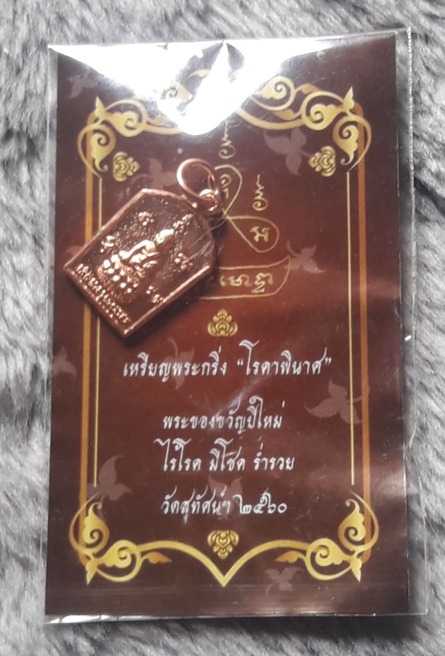 เหรียญพระกริ่ง "โรคาพินาศ"
พระของขวัญปีใหม่
ไร้โรค มีโชค ร่ำรวย
วัดสุทัศน์ฯ ๒๕๖๐